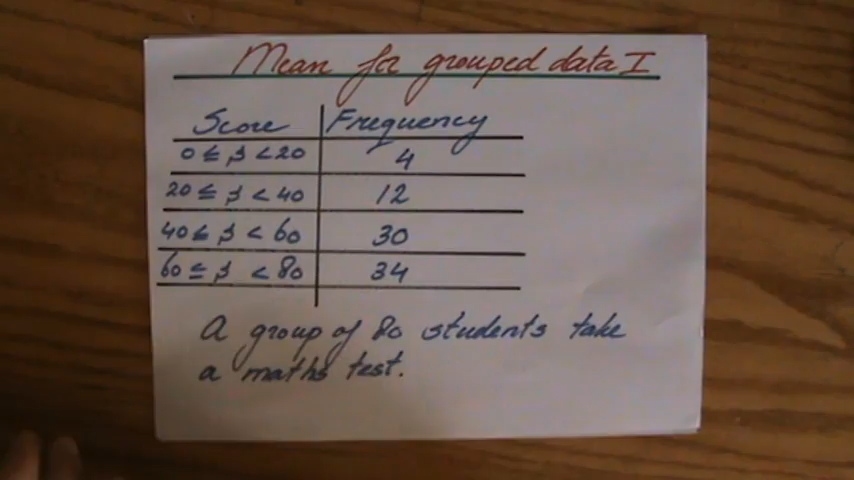 Mean for grouped data I
Score Frequency
0 ≤ s < 20 4
20 ≤ s < 40 12
40 ≤ s < 60 30
60 ≤ s < 80 34
A group of 80 students take
a maths test.